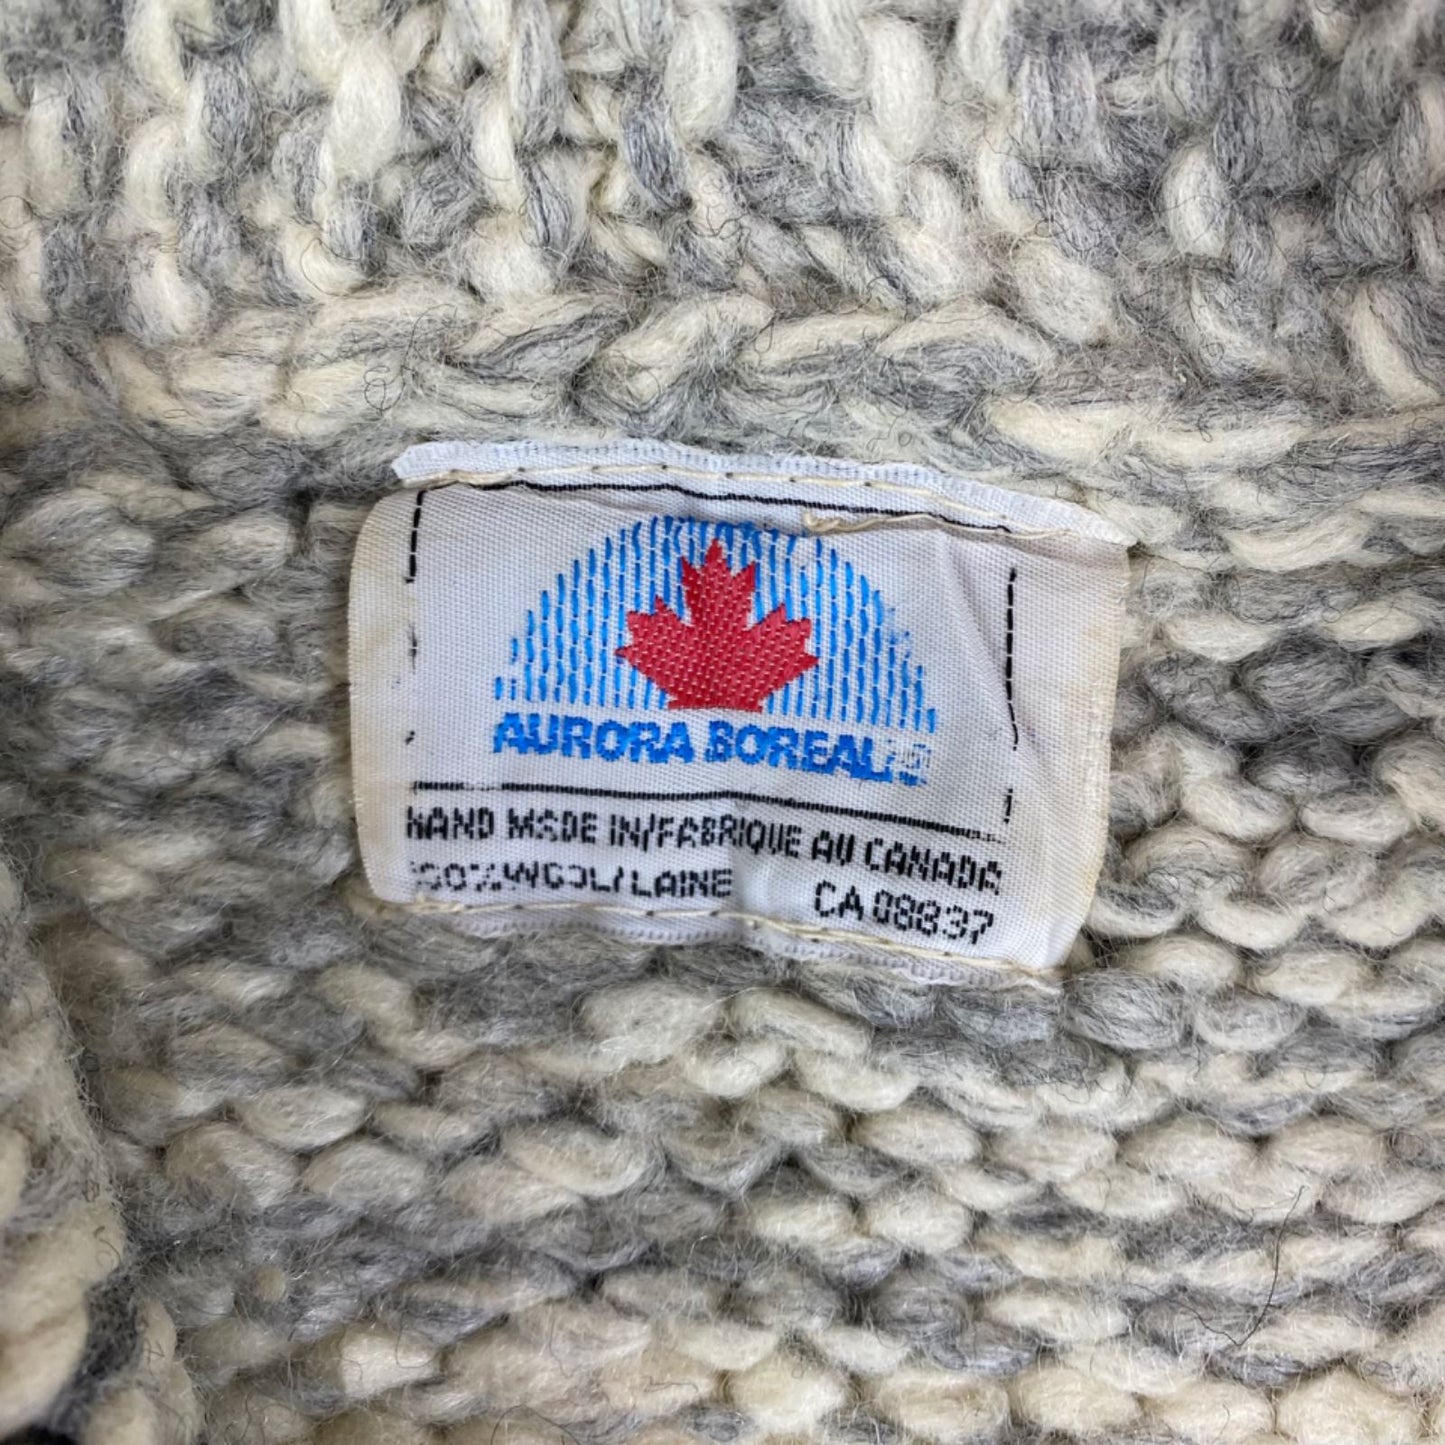 AURORA BOREALIS
HAND MADE IN/FABRIQUE AU CANADA
100% WOOL/LAINE CA 08837